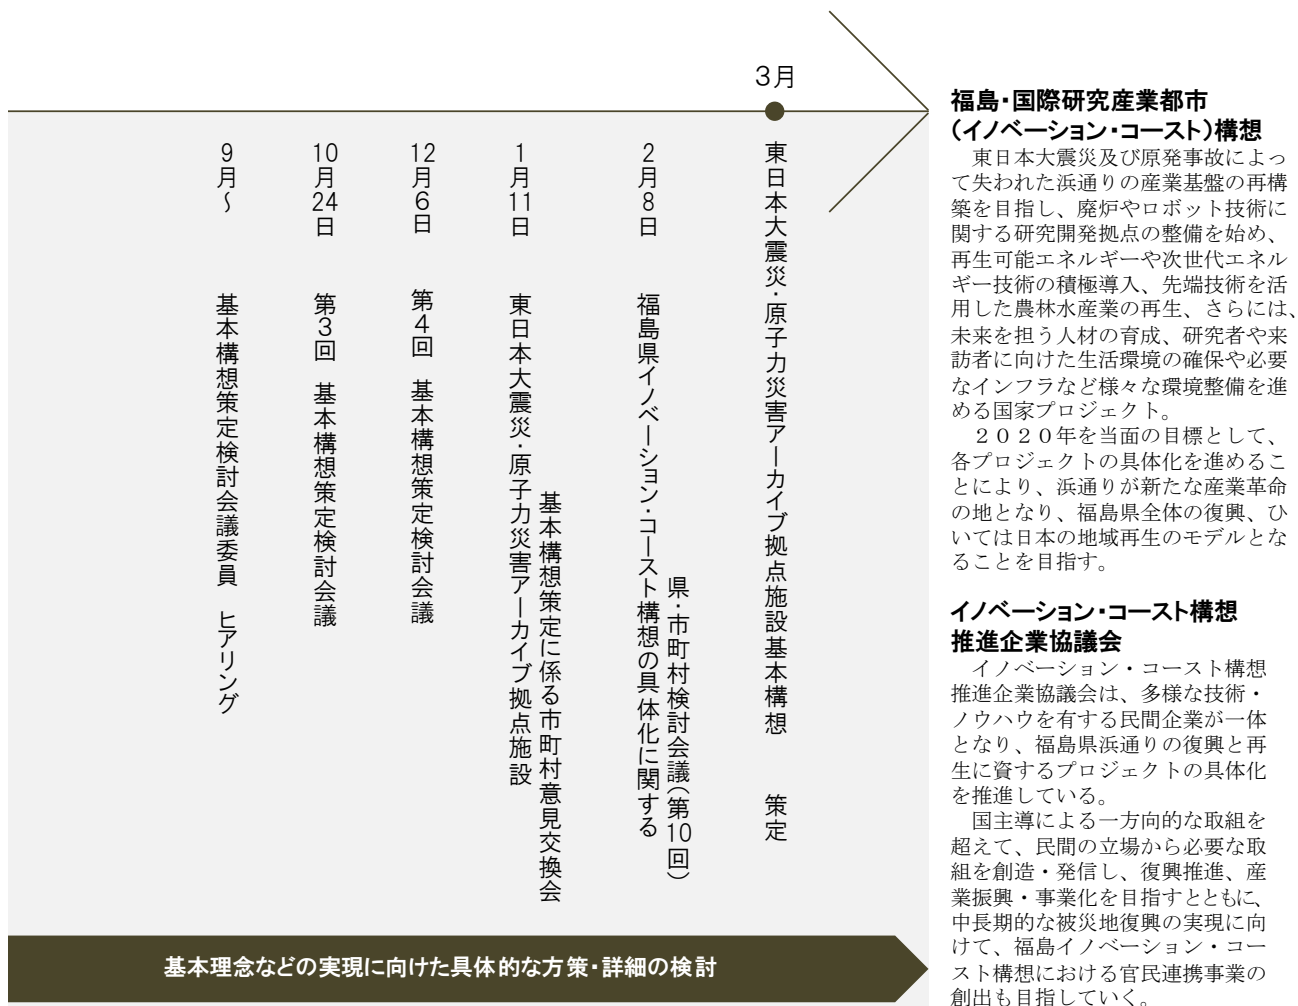 3月
9月～　基本構想策定検討会議委員　ヒアリング
10月24日　第3回　基本構想策定検討会議
12月6日　第4回　基本構想策定検討会議
1月11日　東日本大震災・原子力災害アーカイブ拠点施設
基本構想策定に係る市町村意見交換会
2月8日　福島県イノベーション・コースト構想の具体化に関する
県・市町村検討会議（第10回）
東日本大震災・原子力災害アーカイブ拠点施設基本構想　策定
基本理念などの実現に向けた具体的な方策・詳細の検討
福島・国際研究産業都市
（イノベーション・コースト）構想
　東日本大震災及び原発事故によっ
て失われた浜通りの産業基盤の再構
築を目指し、廃炉やロボット技術に
関する研究開発拠点の整備を始め、
再生可能エネルギーや次世代エネル
ギー技術の積極導入、先端技術を活
用した農林水産業の再生、さらには、
未来を担う人材の育成、研究者や来
訪者に向けた生活環境の確保や必要
なインフラなど様々な環境整備を進
める国家プロジェクト。
　２０２０年を当面の目標として、
各プロジェクトの具体化を進めるこ
とにより、浜通りが新たな産業革命
の地となり、福島県全体の復興、ひ
いては日本の地域再生のモデルとな
ることを目指す。
イノベーション・コースト構想
推進企業協議会
　イノベーション・コースト構想
推進企業協議会は、多様な技術・
ノウハウを有する民間企業が一体
となり、福島県浜通りの復興と再
生に資するプロジェクトの具体化
を推進している。
　国主導による一方向的な取組を
超えて、民間の立場から必要な取
組を創造・発信し、復興推進、産
業振興・事業化を目指すとともに、
中長期的な被災地復興の実現に向
けて、福島イノベーション・コー
スト構想における官民連携事業の
創出も目指していく。